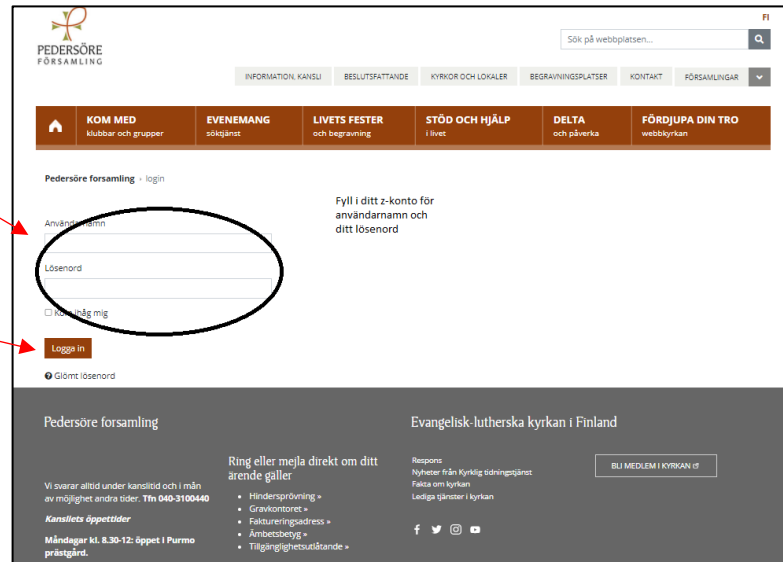 FI
PEDERSÖRE
FÖRSAMLING
Sök på webbplatsen...
INFORMATION, KANSLI BESLUTSFATTANDE KYRKOR OCH LOKALER BEGRAVNINGSPLATSER KONTAKT FÖRSAMLINGAR
KOM MED EVENEMANG LIVETS FESTER STÖD OCH HJÄLP DELTA FÖRDJUPA DIN TRO
klubbar och grupper söktjänst och begravning i livet och påverka webbkyrkan
Pedersöre forsamling › login
Fyll i ditt z-konto för
användarnamn och
ditt lösenord
Användarnamn
Lösenord
Kom ihåg mig
Logga in
Glömt lösenord
Pedersöre forsamling
Vi svarar alltid under kanslitid och i mån
av möjlighet andra tider. Tfn 040-3100440
Kansliets öppettider
Måndagar kl. 8.30-12: öppet i Purmo
prästgård.
Ring eller mejla direkt om ditt
ärende gäller
• Hindersprövning »
• Gravkontoret »
• Faktureringsadress »
• Ämbetsbetyg »
• Tillgänglighetsutlåtande »
Evangelisk-lutherska kyrkan i Finland
Respons
Nyheter från Kyrklig tidningstjänst
Fakta om kyrkan
Lediga tjänster i kyrkan
BLI MEDLEM I KYRKAN